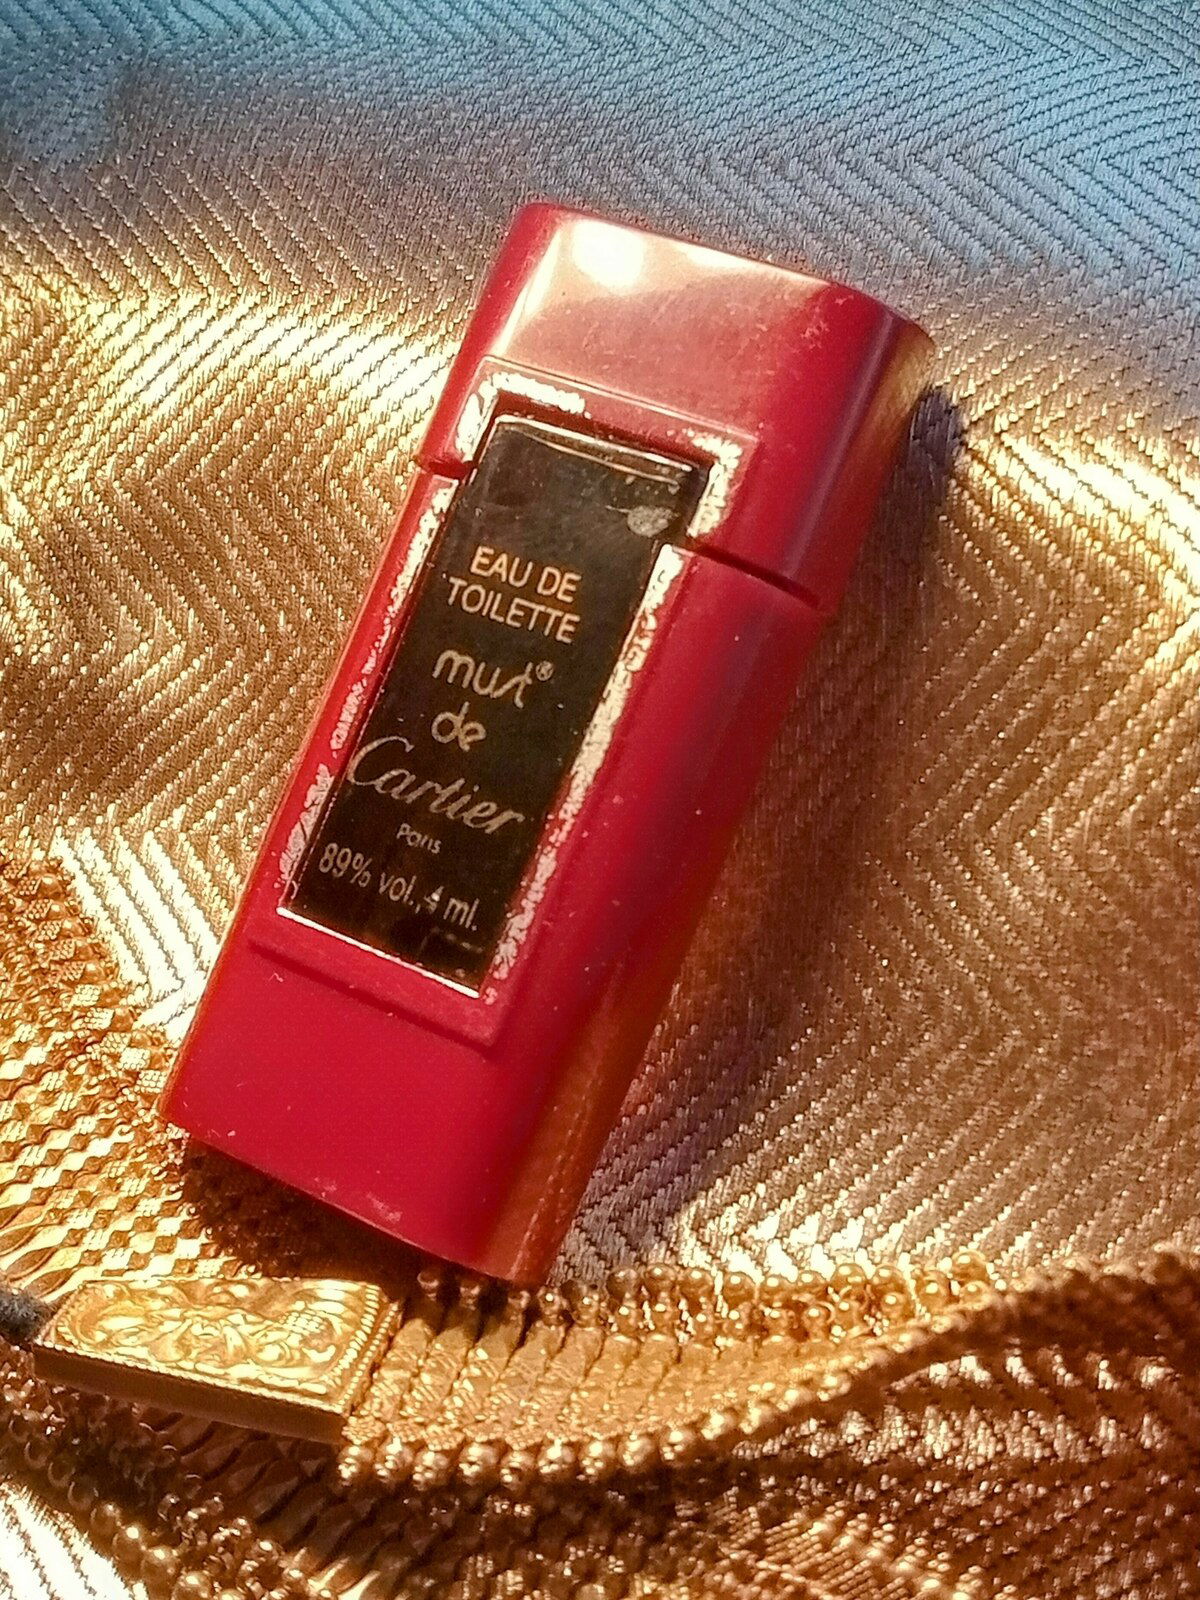 EAU DE
TOILETTE
must®
de
Cartier
Paris
89% vol., 4 ml.